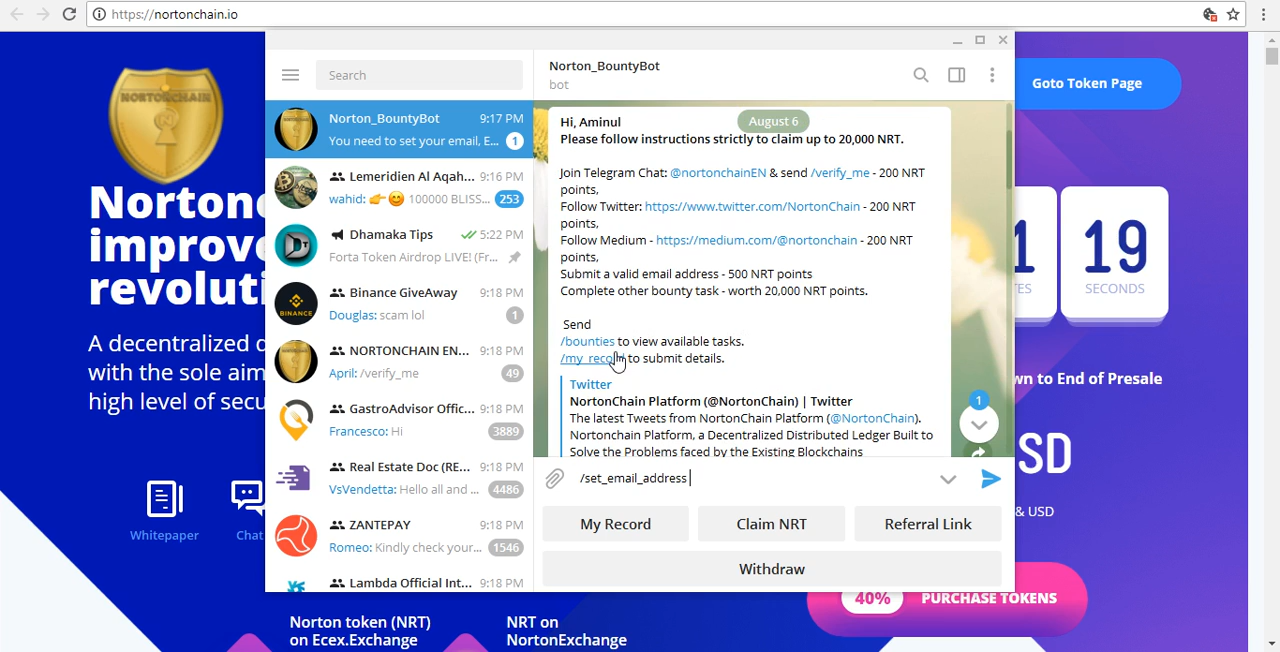 https://nortonchain.io
NORTONCHAIN
Norton
improve
revoluti
A decentralized d
with the sole aim
high level of secu
Whitepaper
Chat
Norton token (NRT)
on Ecex.Exchange
NRT on
NortonExchange
Search
Norton_BountyBot 9:17 PM
You need to set your email, E... 1
Lemeridien Al Aqah... 9:16 PM
wahid: 👉 😊 100000 BLISS... 253
Dhamaka Tips 5:22 PM
Forta Token Airdrop LIVE! (Fr...
Binance GiveAway 9:18 PM
BINANCE
Douglas: scam lol 1
NORTONCHAIN EN... 9:18 PM
April: /verify_me 49
GastroAdvisor Offic... 9:18 PM
Francesco: Hi 3889
Real Estate Doc (RE... 9:18 PM
VsVendetta: Hello all and ... 4486
ZANTEPAY 9:18 PM
Romeo: Kindly check your... 1546
Lambda Official Int... 9:18 PM
Norton_BountyBot
bot
August 6
Hi, Aminul
Please follow instructions strictly to claim up to 20,000 NRT.
Join Telegram Chat: @nortonchainEN & send /verify_me - 200 NRT
points,
Follow Twitter: https://www.twitter.com/NortonChain - 200 NRT
points,
Follow Medium - https://medium.com/@nortonchain - 200 NRT
points,
Submit a valid email address - 500 NRT points
Complete other bounty task - worth 20,000 NRT points.
Send
/bounties to view available tasks.
/my_record to submit details.
Twitter
NortonChain Platform (@NortonChain) | Twitter
The latest Tweets from NortonChain Platform (@NortonChain).
Nortonchain Platform, a Decentralized Distributed Ledger Built to
Solve the Problems faced by the Existing Blockchains
1
/set_email_address
My Record
Claim NRT
Referral Link
Withdraw
Goto Token Page
1
TES
19
SECONDS
wn to End of Presale
SD
& USD
40% PURCHASE TOKENS